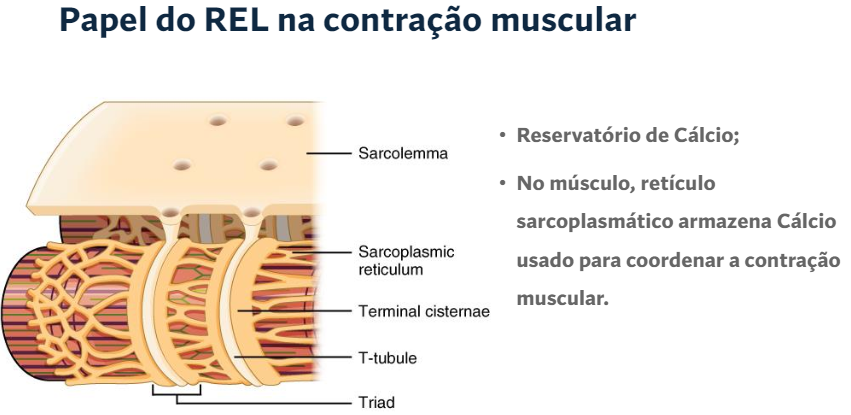 Papel do REL na contração muscular
Sarcolemma
Sarcoplasmic
reticulum
Terminal cisternae
T-tubule
Triad
• Reservatório de Cálcio;
• No músculo, retículo
sarcoplasmático armazena Cálcio
usado para coordenar a contração
muscular.